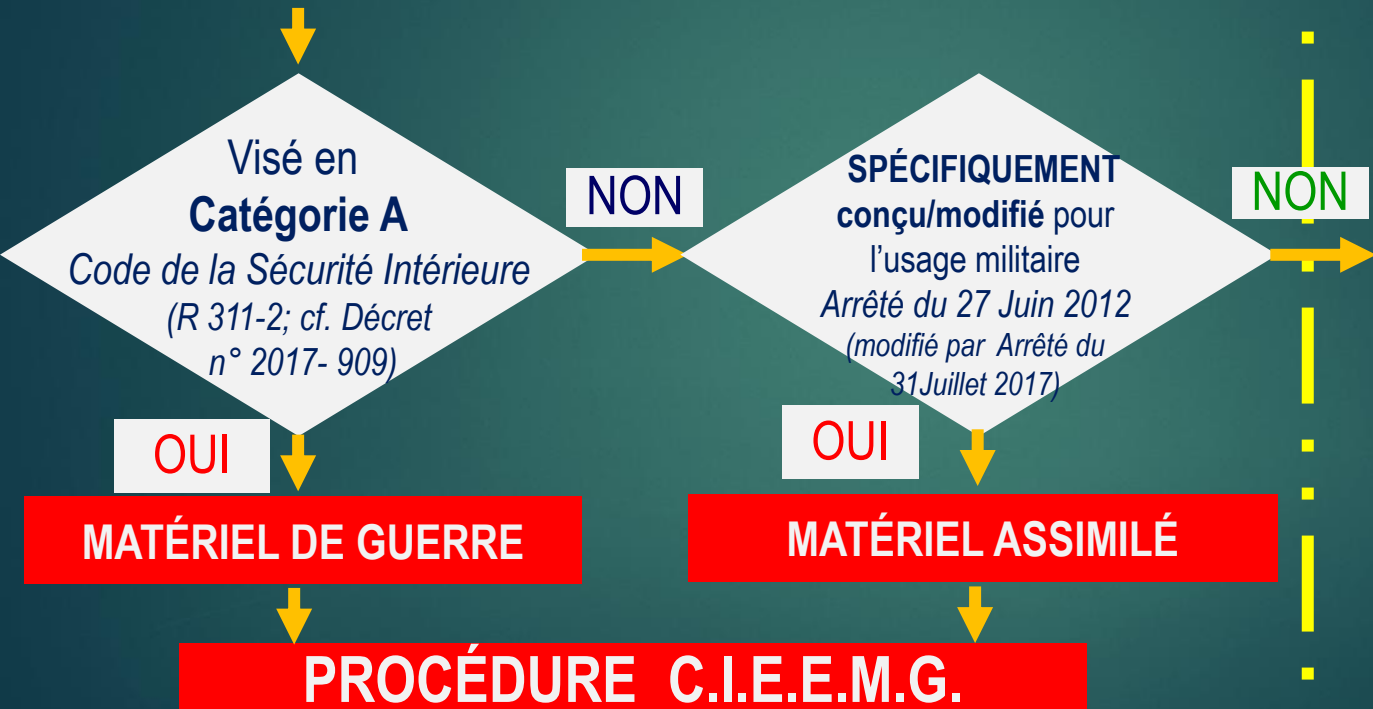 Visé en
Catégorie A
Code de la Sécurité Intérieure
(R 311-2; cf. Décret
n° 2017- 909)
NON
SPÉCIFIQUEMENT
conçu/modifié pour
l'usage militaire
Arrêté du 27 Juin 2012
(modifié par Arrêté du
31Juillet 2017)
NON
OUI
OUI
MATÉRIEL DE GUERRE
MATÉRIEL ASSIMILÉ
PROCÉDURE C.I.E.E.M.G.